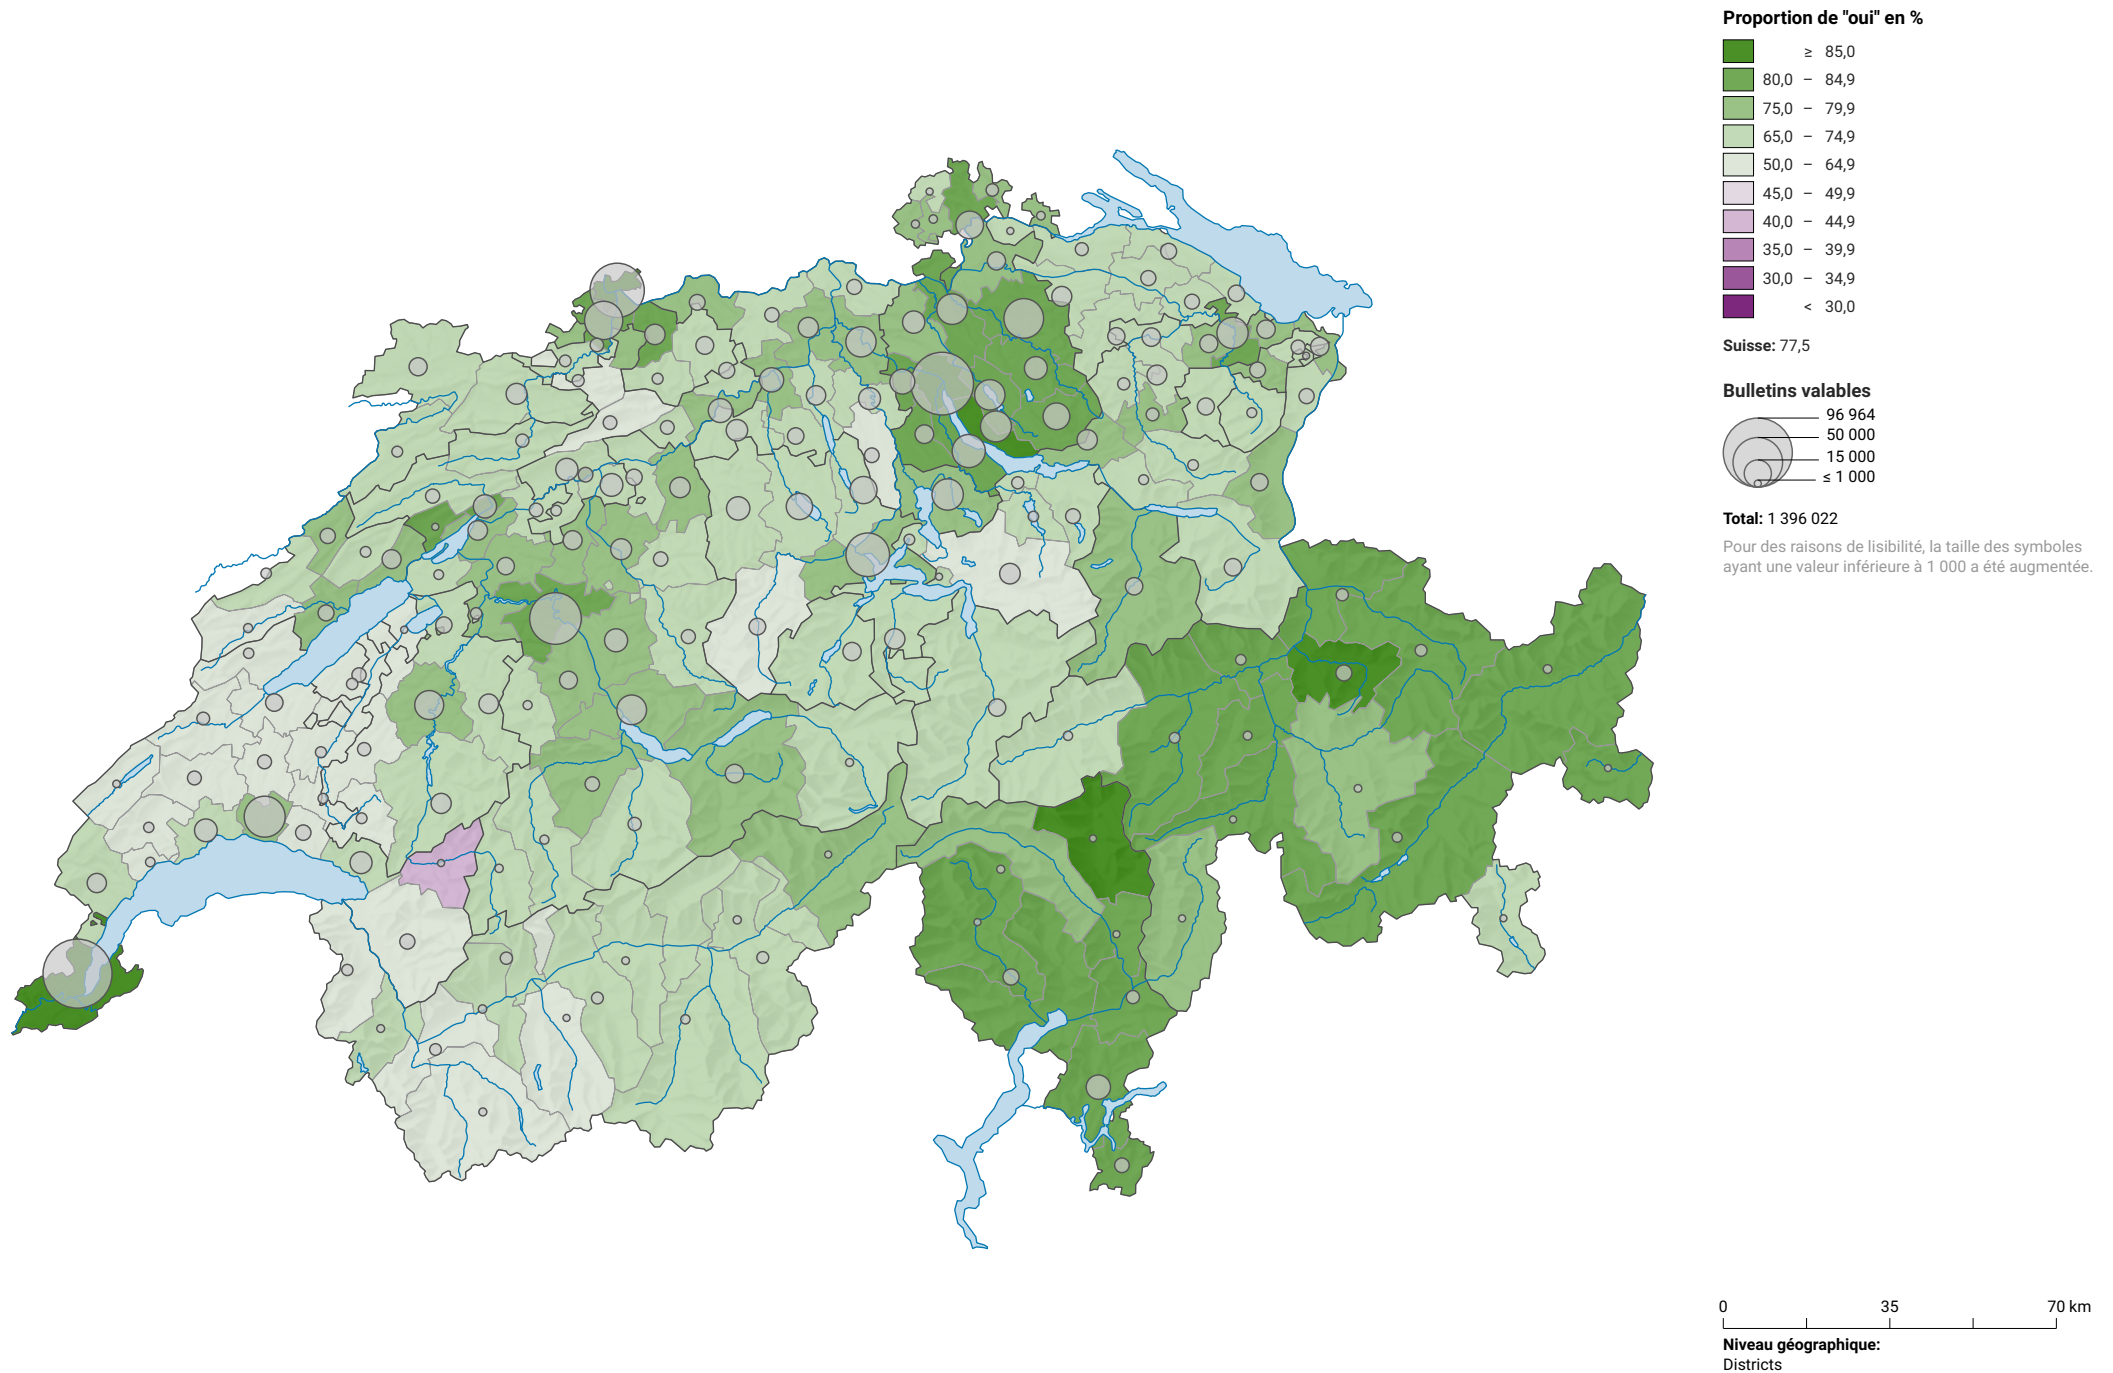 Proportion de "oui" en %
≥ 85,0
80,0 – 84,9
75,0 – 79,9
65,0 – 74,9
50,0 – 64,9
45,0 – 49,9
40,0 – 44,9
35,0 – 39,9
30,0 – 34,9
< 30,0
Suisse: 77,5
Bulletins valables
96 964
50 000
15 000
≤ 1 000
Total: 1 396 022
Pour des raisons de lisibilité, la taille des symboles
ayant une valeur inférieure à 1 000 a été augmentée.
0 35 70 km
Niveau géographique:
Districts